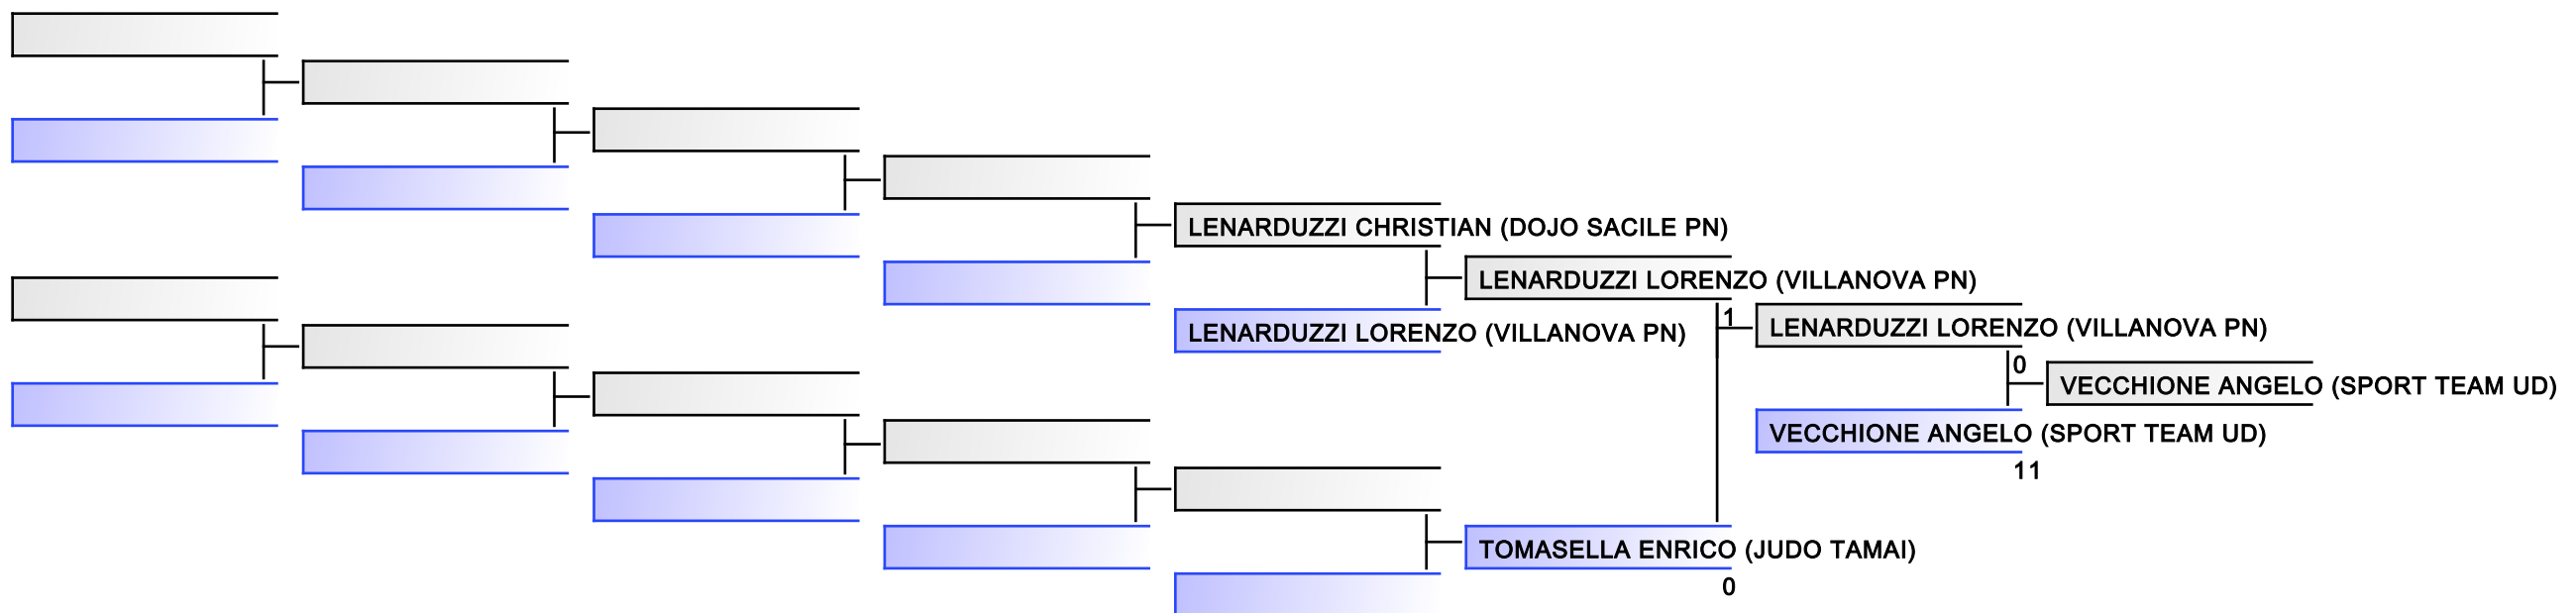 LENARDUZZI CHRISTIAN (DOJO SACILE PN)
LENARDUZZI LORENZO (VILLANOVA PN)
LENARDUZZI LORENZO (VILLANOVA PN)
1
LENARDUZZI LORENZO (VILLANOVA PN)
0
VECCHIONE ANGELO (SPORT TEAM UD)
VECCHIONE ANGELO (SPORT TEAM UD)
11
TOMASELLA ENRICO (JUDO TAMAI)
0